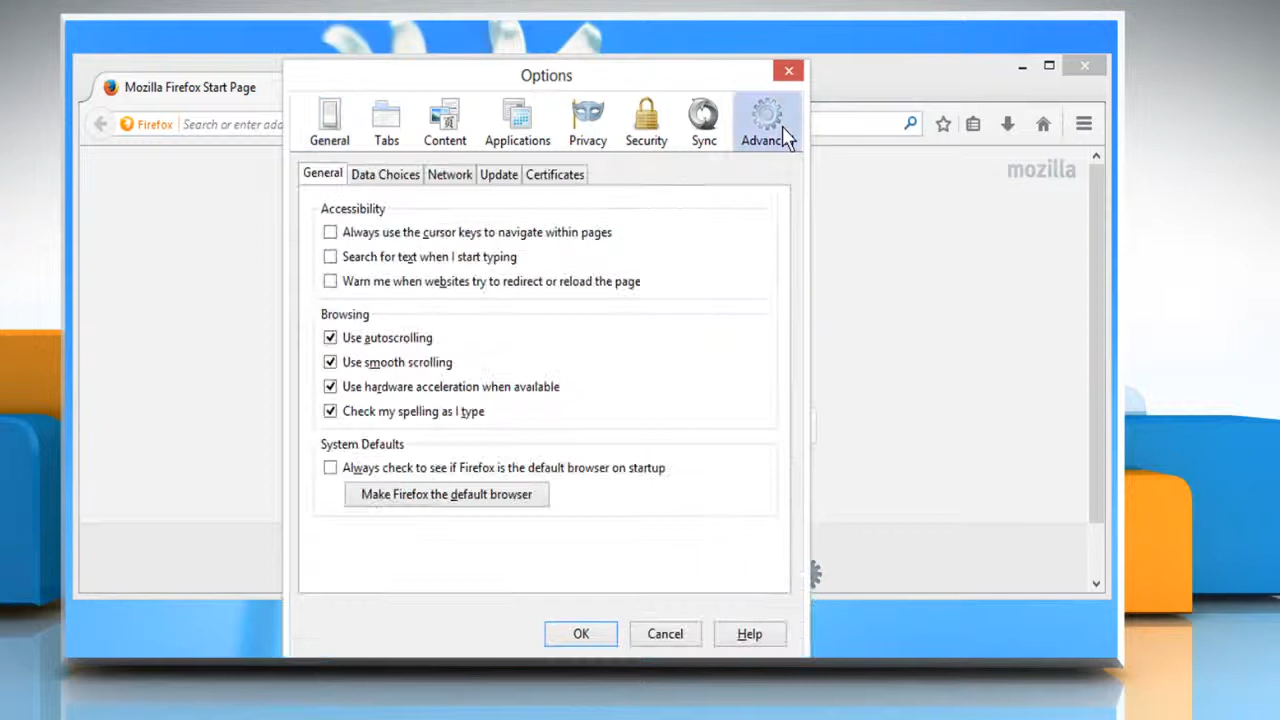 Options
Mozilla Firefox Start Page
Firefox
Search or enter add
General
Tabs
Content
Applications
Privacy
Security
Sync
Advanc
General
Data Choices
Network
Update
Certificates
mozilla
Accessibility
Always use the cursor keys to navigate within pages
Search for text when I start typing
Warn me when websites try to redirect or reload the page
Browsing
Use autoscrolling
Use smooth scrolling
Use hardware acceleration when available
Check my spelling as I type
System Defaults
Always check to see if Firefox is the default browser on startup
Make Firefox the default browser
OK
Cancel
Help